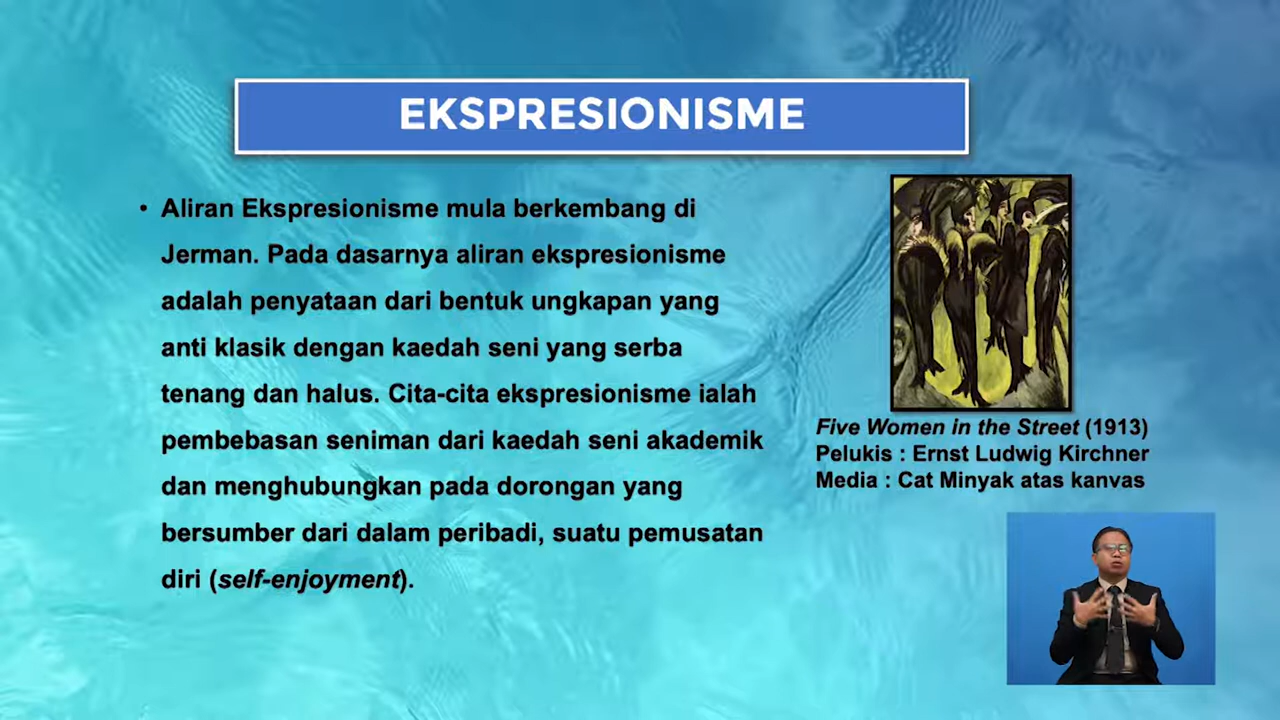 EKSPRESIONISME
• Aliran Ekspresionisme mula berkembang di
Jerman. Pada dasarnya aliran ekspresionisme
adalah penyataan dari bentuk ungkapan yang
anti klasik dengan kaedah seni yang serba
tenang dan halus. Cita-cita ekspresionisme ialah
pembebasan seniman dari kaedah seni akademik
dan menghubungkan pada dorongan yang
bersumber dari dalam peribadi, suatu pemusatan
diri (self-enjoyment).
Five Women in the Street (1913)
Pelukis : Ernst Ludwig Kirchner
Media : Cat Minyak atas kanvas